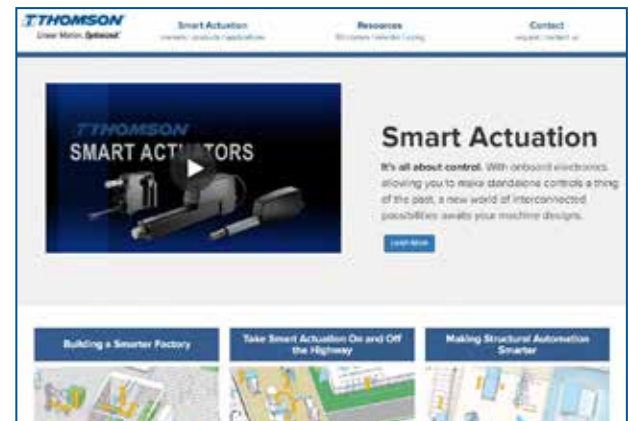 THOMSON
Linear Motion. Optimized.
Smart Actuation
Resources
Contact
THOMSON
SMART ACTUATORS
Smart Actuation
It's all about control. With onboard electronics
allowing you to make standalone controls a thing
of the past, a new world of interconnected
possibilities awaits your machine designs.
Learn More
Building a Smarter Factory
Take Smart Actuation On and Off
the Highway
Making Structural Automation
Smarter